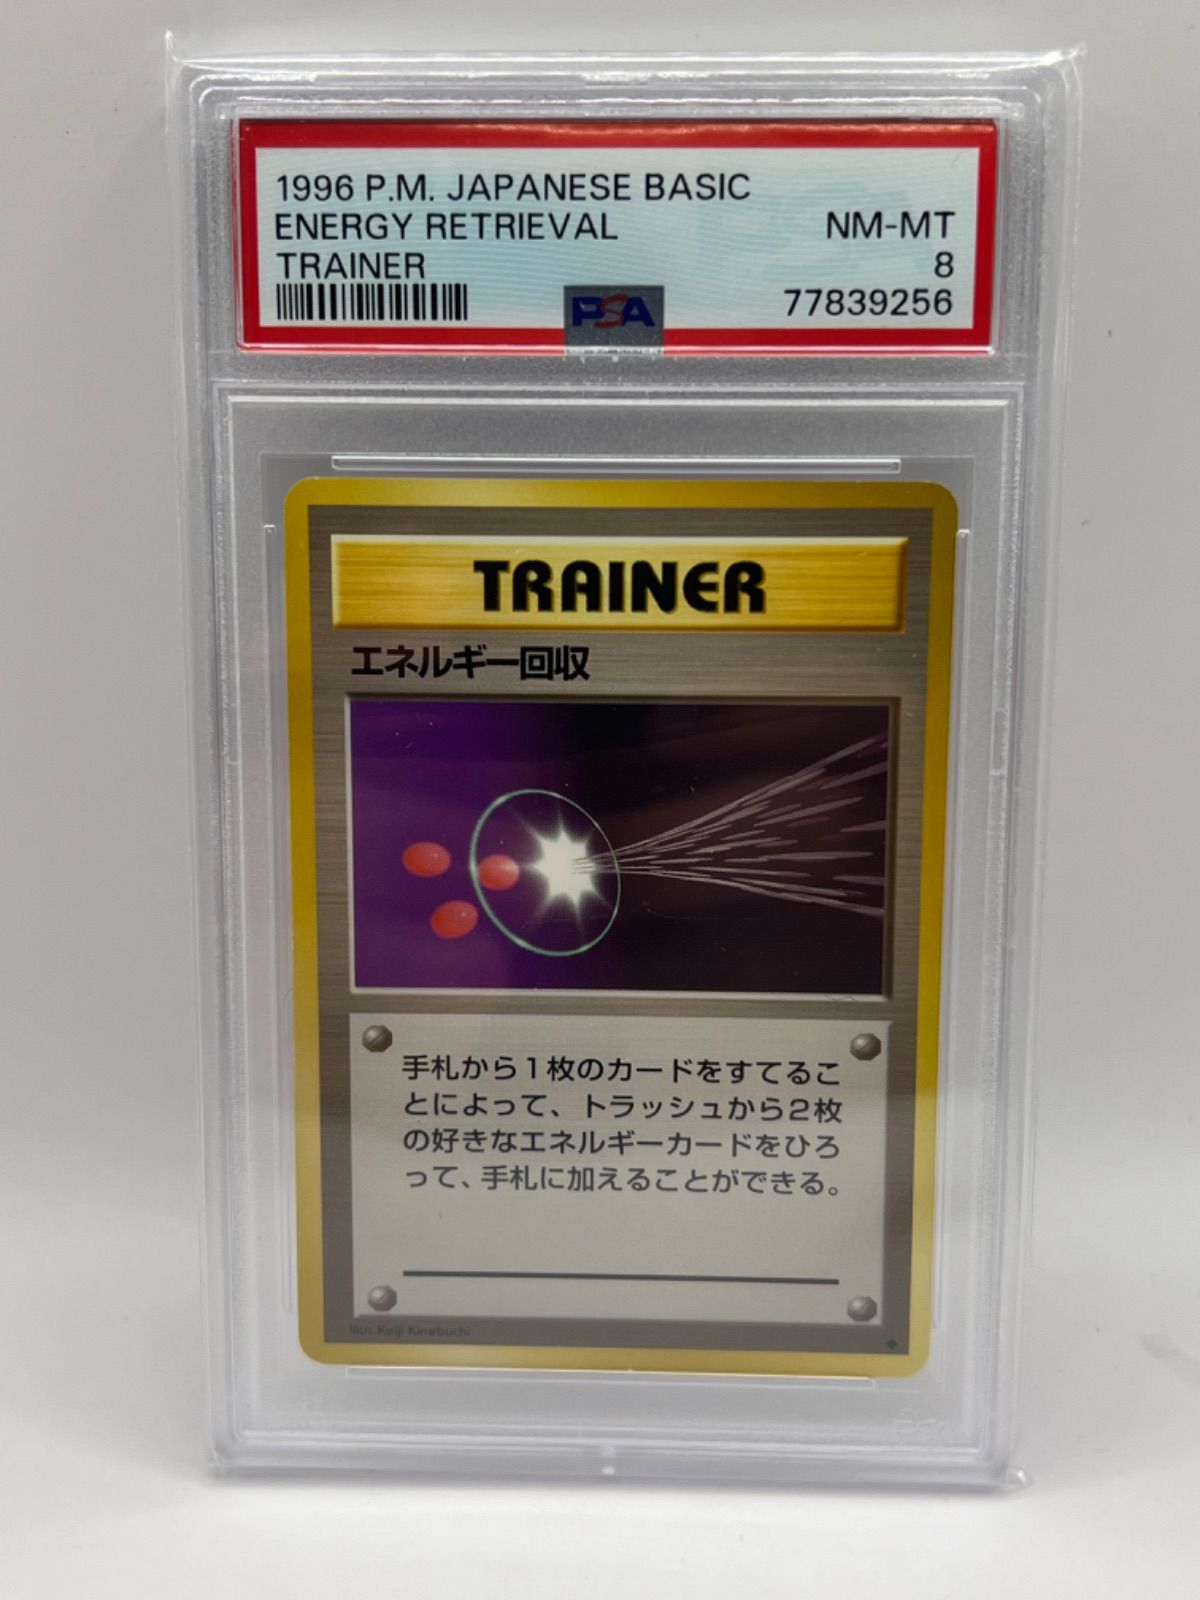 1996 P.M. JAPANESE BASIC
ENERGY RETRIEVAL NM-MT
TRAINER 8
77839256
PSA
TRAINER
エネルギー回収
手札から1枚のカードをすてるこ
とによって、トラッシュから2枚
の好きなエネルギーカードをひろ
って、手札に加えることができる。
Illus.Keiji Kinebuchi